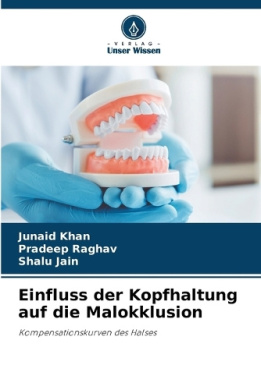 VERLAG
Unser Wissen
Junaid Khan
Pradeep Raghav
Shalu Jain
Einfluss der Kopfhaltung
auf die Malokklusion
Kompensationskurven des Halses